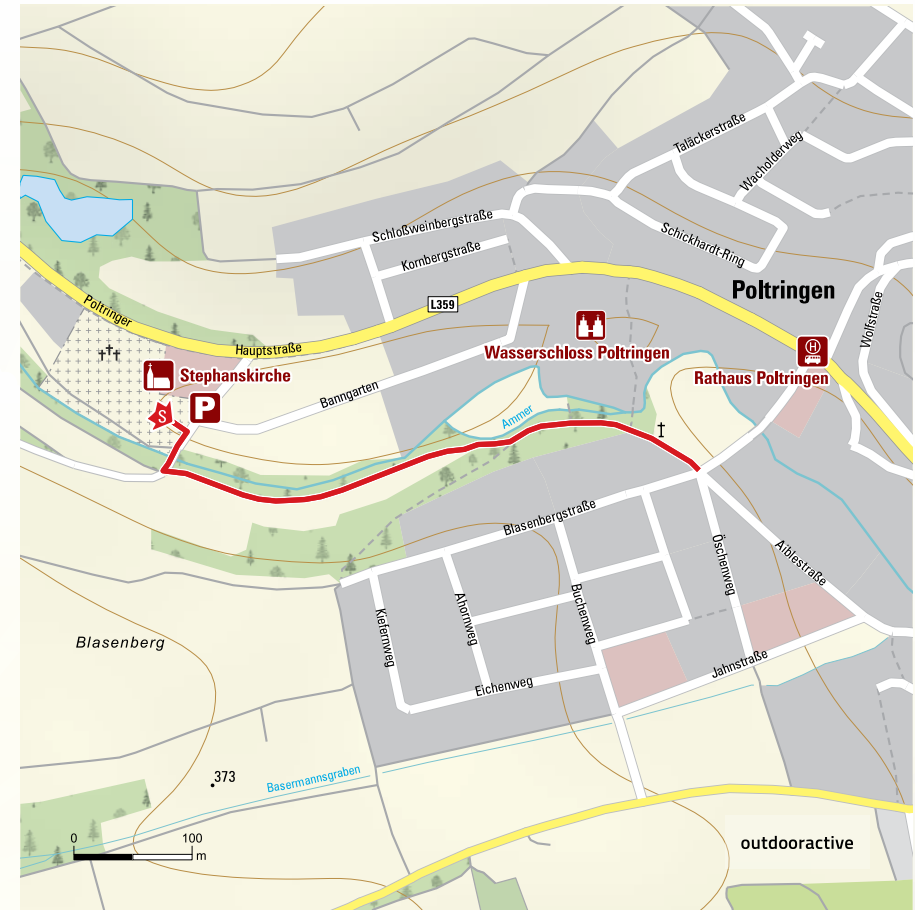 Taläckerstraße
Wacholderweg
Schloßweinbergstraße
Kornbergstraße
Schickhardt-Ring
Poltringen
Poltringer
Hauptstraße
L359
Wolfstraße
H
Wasserschloss Poltringen
Rathaus Poltringen
Stephanskirche
P
S
Banngarten
Ammer
Blasenbergstraße
Öschenweg
Aiblestraße
Kiefernweg
Ahornweg
Buchenweg
Blasenberg
Eichenweg
Jahnstraße
373
Basermannsgraben
0 100
m
outdooractive